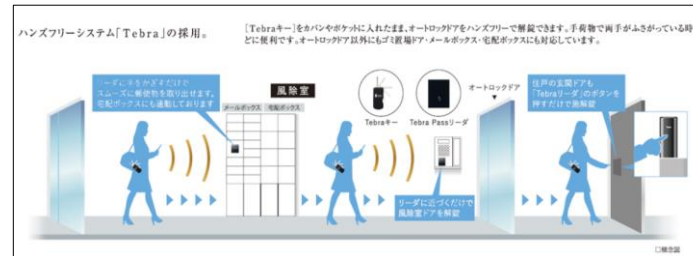 ハンズフリーシステム「Tebra」の採用。
[Tebraキー]をカバンやポケットに入れたまま、オートロックドアをハンズフリーで解錠できます。手荷物で両手がふさがっている時
どに便利です。オートロックドア以外にもゴミ置場ドア・メールボックス・宅配ボックスにも対応しています。
リーダに手をかざすだけで
スムーズに郵便物を取り出せます。
宅配ボックスにも連動しております
風除室
メールボックス 宅配ボックス
Tebraキー
Tebra Passリーダ
オートロックドア
▼
リーダに近づくだけで
風除室ドアを解錠
住戸の玄関ドアも
「Tebraリーダ」のボタンを
押すだけで施解錠
□概念図